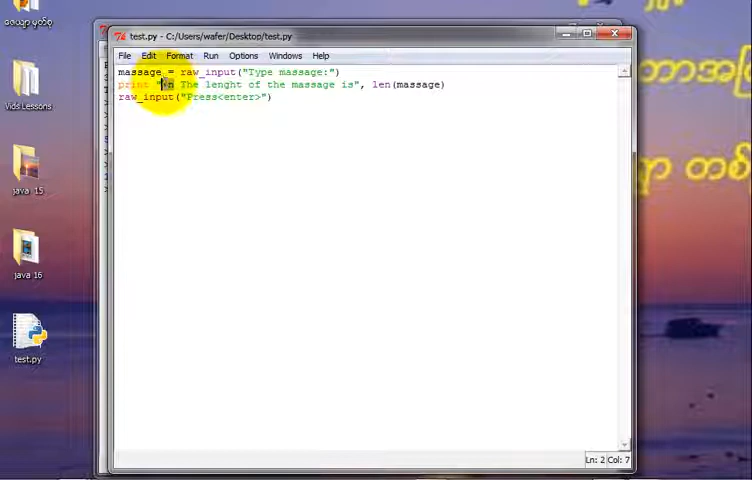 test.py - C:/Users/wafer/Desktop/test.py
File Edit Format Run Options Windows Help
massage = raw_input("Type massage:")
print "\n The lenght of the massage is", len(massage)
raw_input("Press<enter>")
Ln: 2 Col: 7
Vids.Lessons
java 15
java 16
test.py